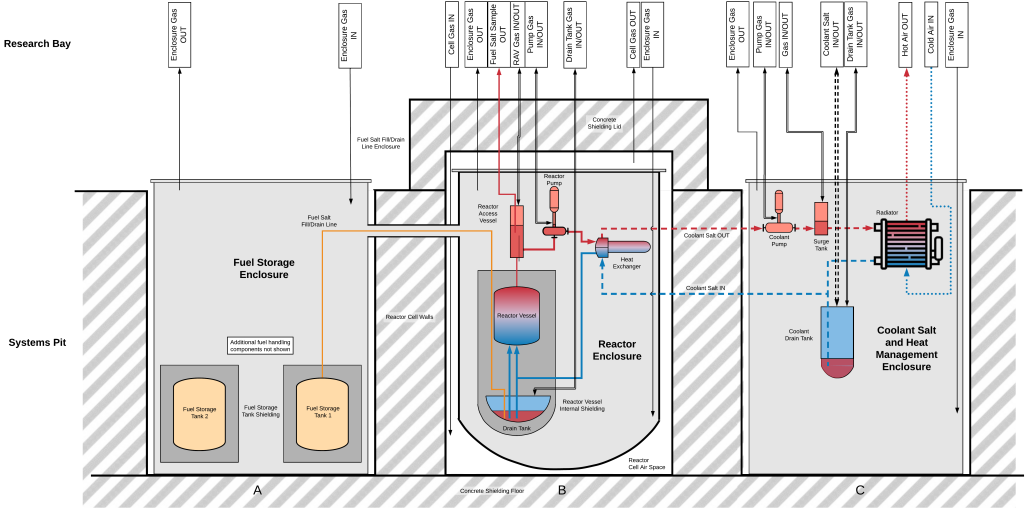 Research Bay
Systems Pit
Enclosure Gas
OUT
Enclosure Gas
IN
Cell Gas IN
Enclosure Gas
OUT
Fuel Salt Sample
OUT
RAV Gas IN/OUT
Pump Gas
IN/OUT
Drain Tank Gas
IN/OUT
Cell Gas OUT
Enclosure Gas
IN
Enclosure Gas
OUT
Pump Gas
IN/OUT
Gas IN/OUT
Coolant Salt
IN/OUT
Drain Tank Gas
IN/OUT
Hot Air OUT
Cold AIR IN
Enclosure Gas
IN
Fuel Salt Fill/Drain
Line Enclosure
Concrete
Shielding Lid
Fuel Salt
Fill/Drain Line
Fuel Storage
Enclosure
Additional fuel handling
components not shown
Fuel Storage
Tank 2
Fuel Storage
Tank Shielding
Fuel Storage
Tank 1
Reactor Cell Walls
Reactor
Access
Vessel
Reactor
Pump
Heat
Exchanger
Reactor Vessel
Reactor
Enclosure
Reactor Vessel
Internal Shielding
Drain Tank
Reactor
Cell Air Space
Coolant Salt OUT
Coolant Salt IN
Coolant
Pump
Surge
Tank
Radiator
Coolant
Drain Tank
Coolant Salt
and Heat
Management
Enclosure
A
Concrete Shielding Floor
B
C